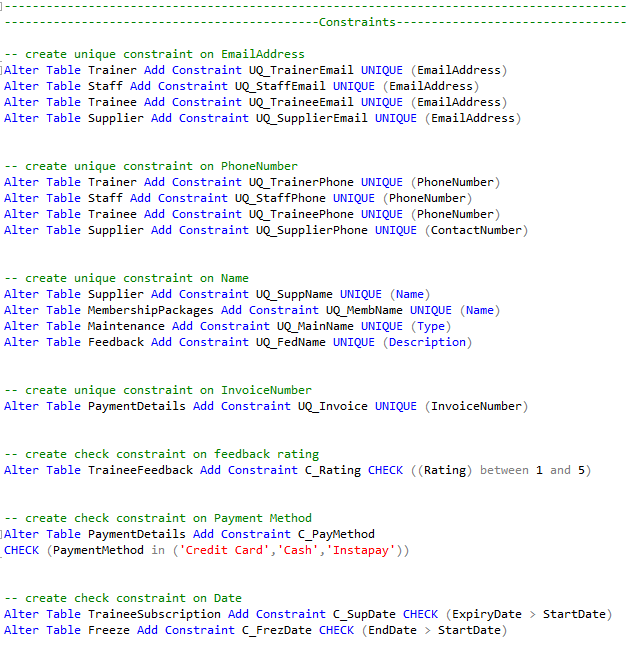 -----------------------------------------------------------------------------------------
---------------------------------------------Constraints---------------------------------
-- create unique constraint on EmailAddress
Alter Table Trainer Add Constraint UQ_TrainerEmail UNIQUE (EmailAddress)
Alter Table Staff Add Constraint UQ_StaffEmail UNIQUE (EmailAddress)
Alter Table Trainee Add Constraint UQ_TraineeEmail UNIQUE (EmailAddress)
Alter Table Supplier Add Constraint UQ_SupplierEmail UNIQUE (EmailAddress)
-- create unique constraint on PhoneNumber
Alter Table Trainer Add Constraint UQ_TrainerPhone UNIQUE (PhoneNumber)
Alter Table Staff Add Constraint UQ_StaffPhone UNIQUE (PhoneNumber)
Alter Table Trainee Add Constraint UQ_TraineePhone UNIQUE (PhoneNumber)
Alter Table Supplier Add Constraint UQ_SupplierPhone UNIQUE (ContactNumber)
-- create unique constraint on Name
Alter Table Supplier Add Constraint UQ_SuppName UNIQUE (Name)
Alter Table MembershipPackages Add Constraint UQ_MembName UNIQUE (Name)
Alter Table Maintenance Add Constraint UQ_MainName UNIQUE (Type)
Alter Table Feedback Add Constraint UQ_FedName UNIQUE (Description)
-- create unique constraint on InvoiceNumber
Alter Table PaymentDetails Add Constraint UQ_Invoice UNIQUE (InvoiceNumber)
-- create check constraint on feedback rating
Alter Table TraineeFeedback Add Constraint C_Rating CHECK ((Rating) between 1 and 5)
-- create check constraint on Payment Method
Alter Table PaymentDetails Add Constraint C_PayMethod
CHECK (PaymentMethod in ('Credit Card','Cash','Instapay'))
-- create check constraint on Date
Alter Table TraineeSubscription Add Constraint C_SupDate CHECK (ExpiryDate > StartDate)
Alter Table Freeze Add Constraint C_FrezDate CHECK (EndDate > StartDate)